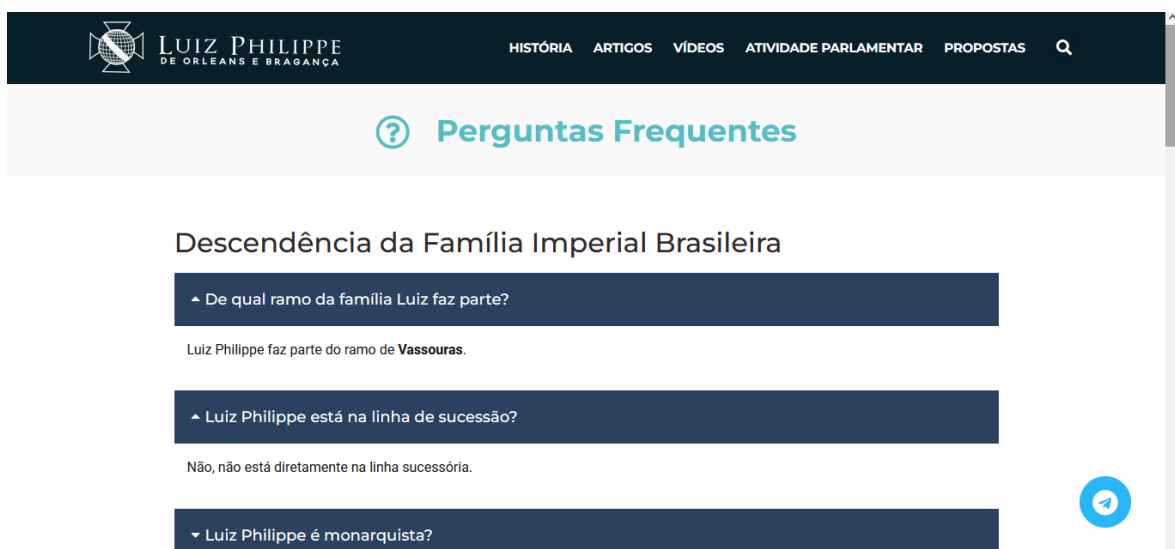 LUIZ PHILIPPE
DE ORLEANS E BRAGANÇA
HISTÓRIA ARTIGOS VÍDEOS ATIVIDADE PARLAMENTAR PROPOSTAS
Perguntas Frequentes
Descendência da Família Imperial Brasileira
De qual ramo da família Luiz faz parte?
Luiz Philippe faz parte do ramo de Vassouras.
Luiz Philippe está na linha de sucessão?
Não, não está diretamente na linha sucessória.
Luiz Philippe é monarquista?